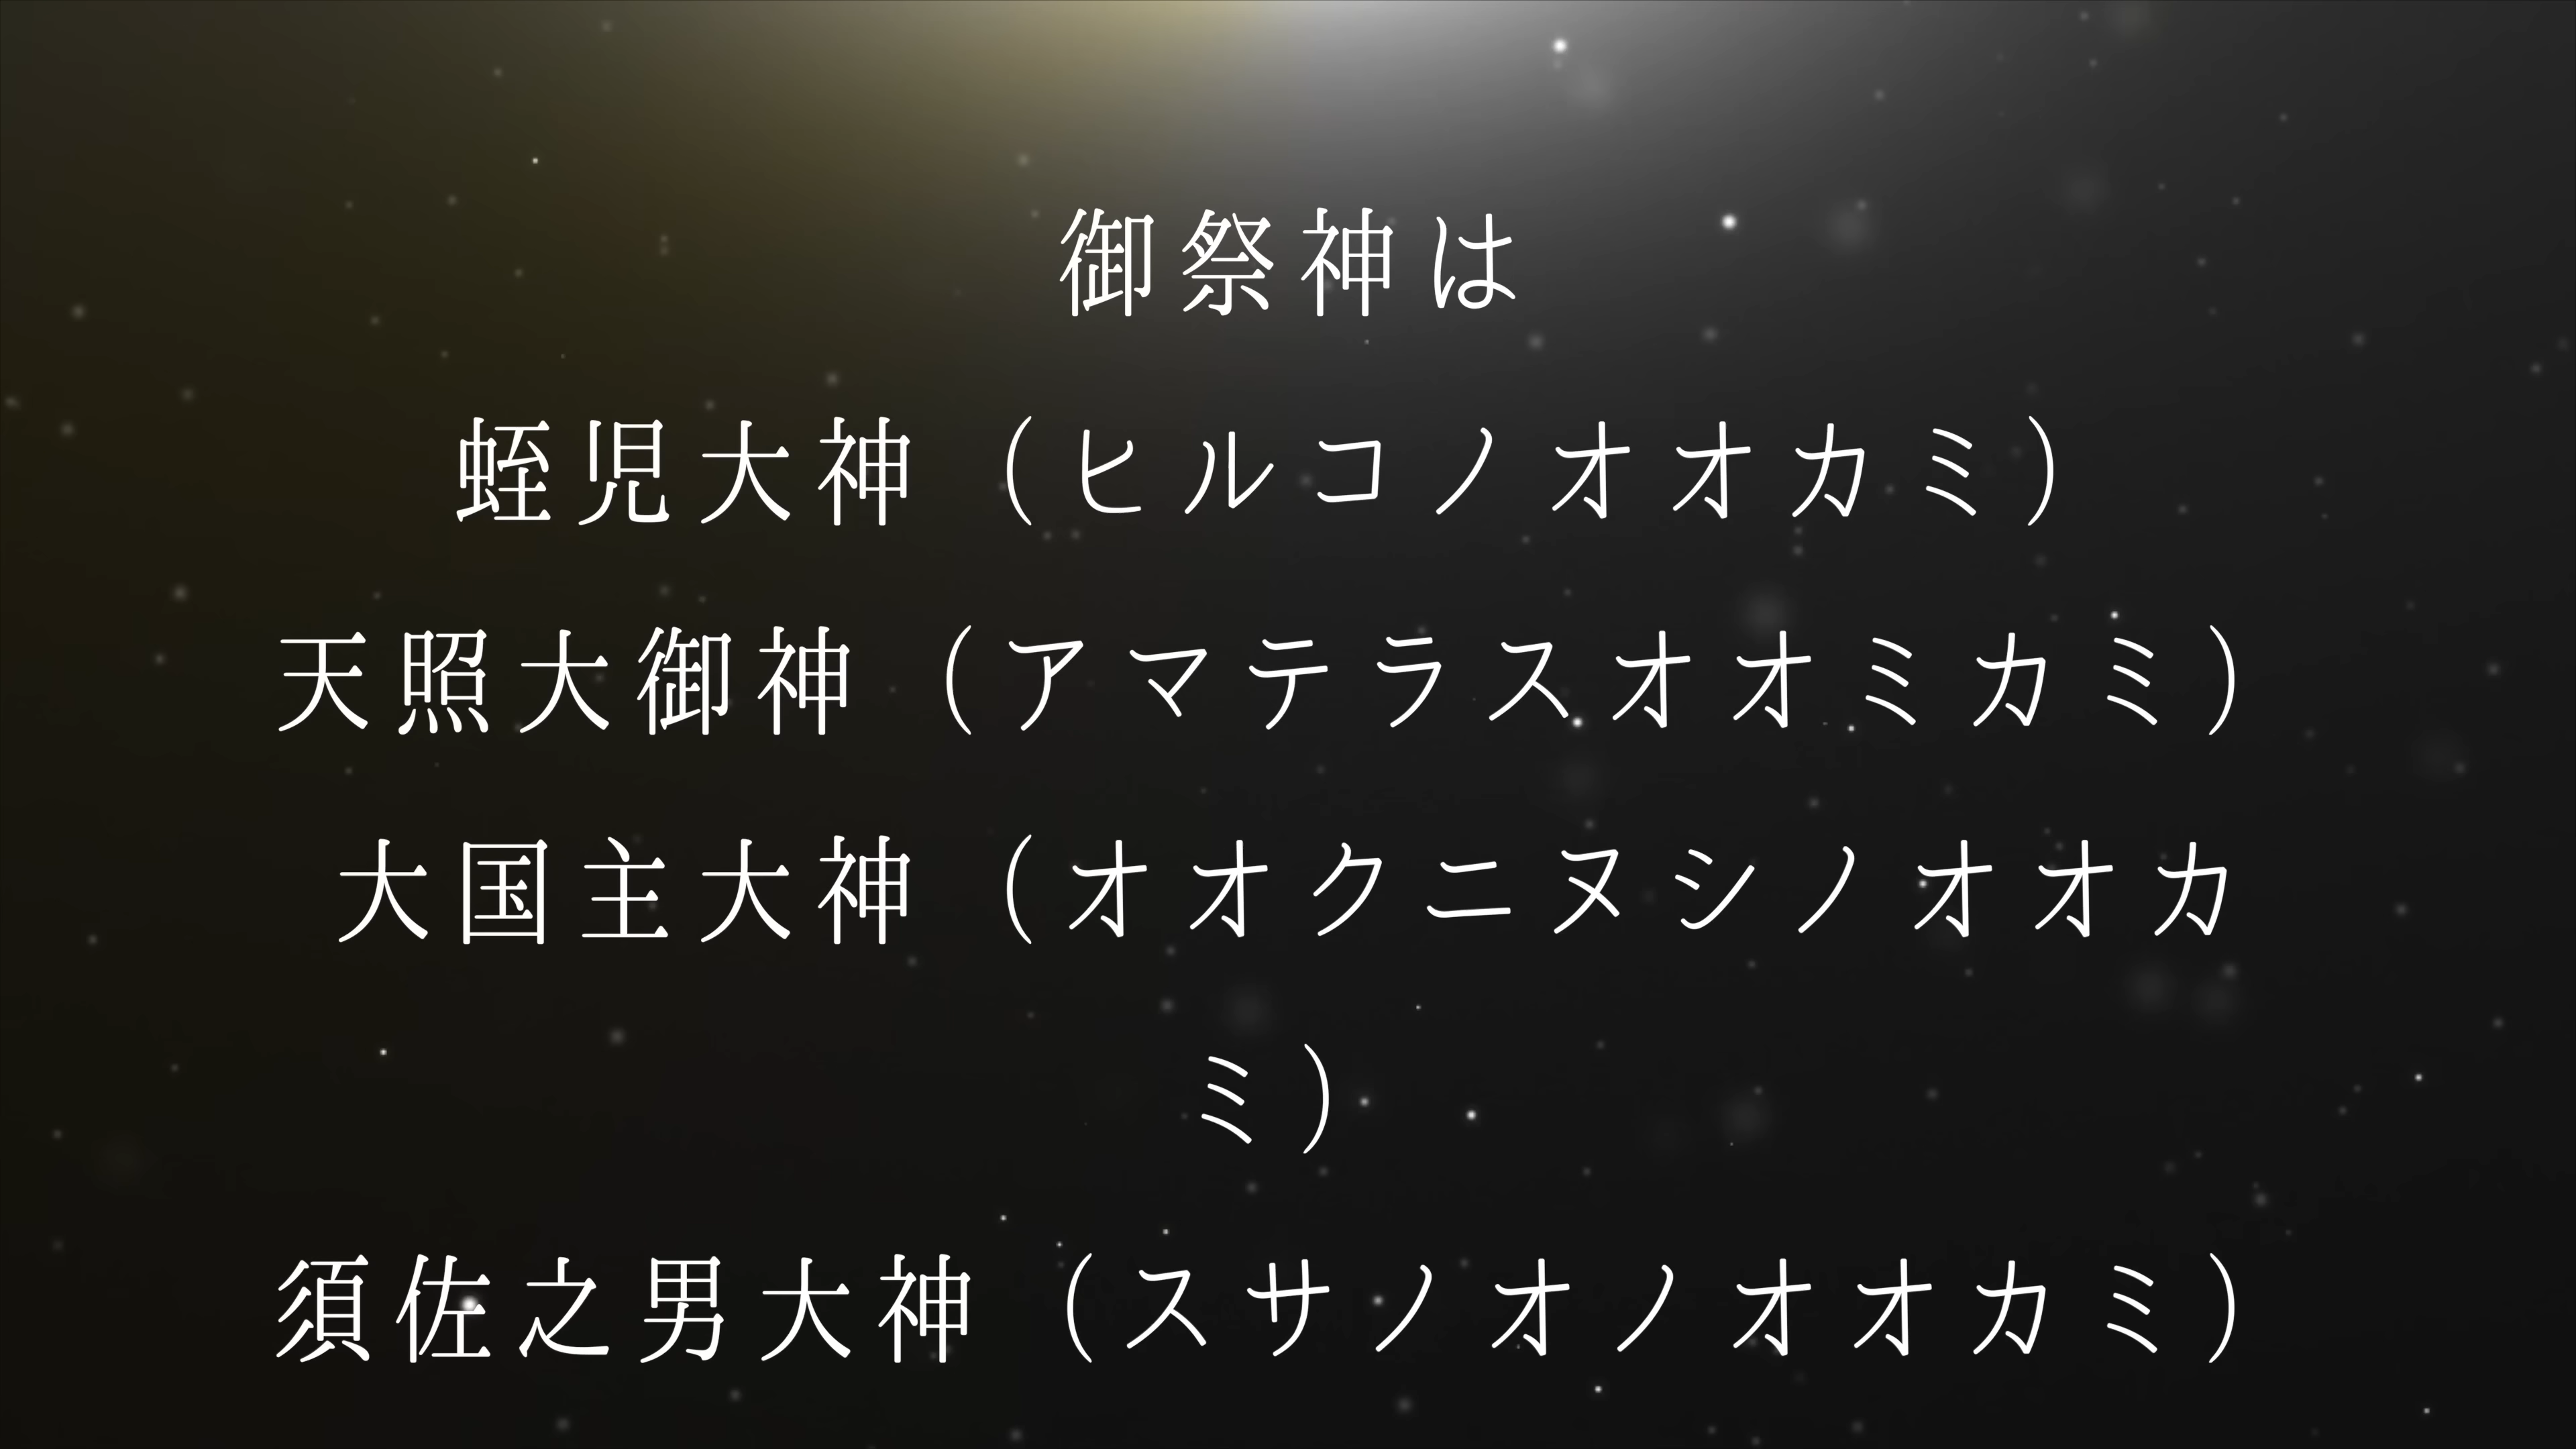 御祭神は
蛭児大神（ヒルコノオオカミ）
天照大御神（アマテラスオオミカミ）
大国主大神（オオクニヌシノオオカ
ミ）
須佐之男大神（スサノオノオオカミ）